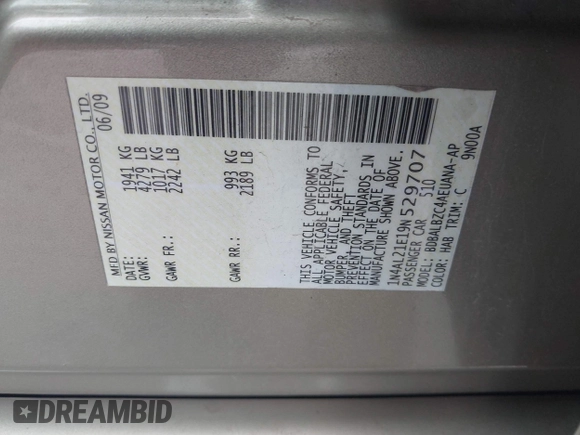 MFD BY NISSAN MOTOR CO., LTD.
06/09
GVWR: 1941 KG
4279 LB
GAWR FR.: 1017 KG
2242 LB
GAWR RR.: 993 KG
2189 LB
THIS VEHICLE CONFORMS TO
ALL APPLICABLE FEDERAL
MOTOR VEHICLE SAFETY,
BUMPER, AND THEFT
PREVENTION STANDARDS IN
EFFECT ON THE DATE OF
MANUFACTURE SHOWN ABOVE.
1N4AL21E19N529707
PASSENGER CAR 510
MODEL: BDBALBZC4AEUANA-AP
COLOR: HAB TRIM: C 9N00A
DREAMBID